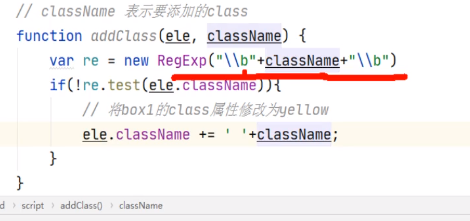 // className 表示要添加的class
function addClass(ele, className) {
var re = new RegExp("\\b"+className+"\\b")
if(!re.test(ele.className)){
// 将box1的class属性修改为yellow
ele.className += ' '+className;
}
}
script > addClass() > className